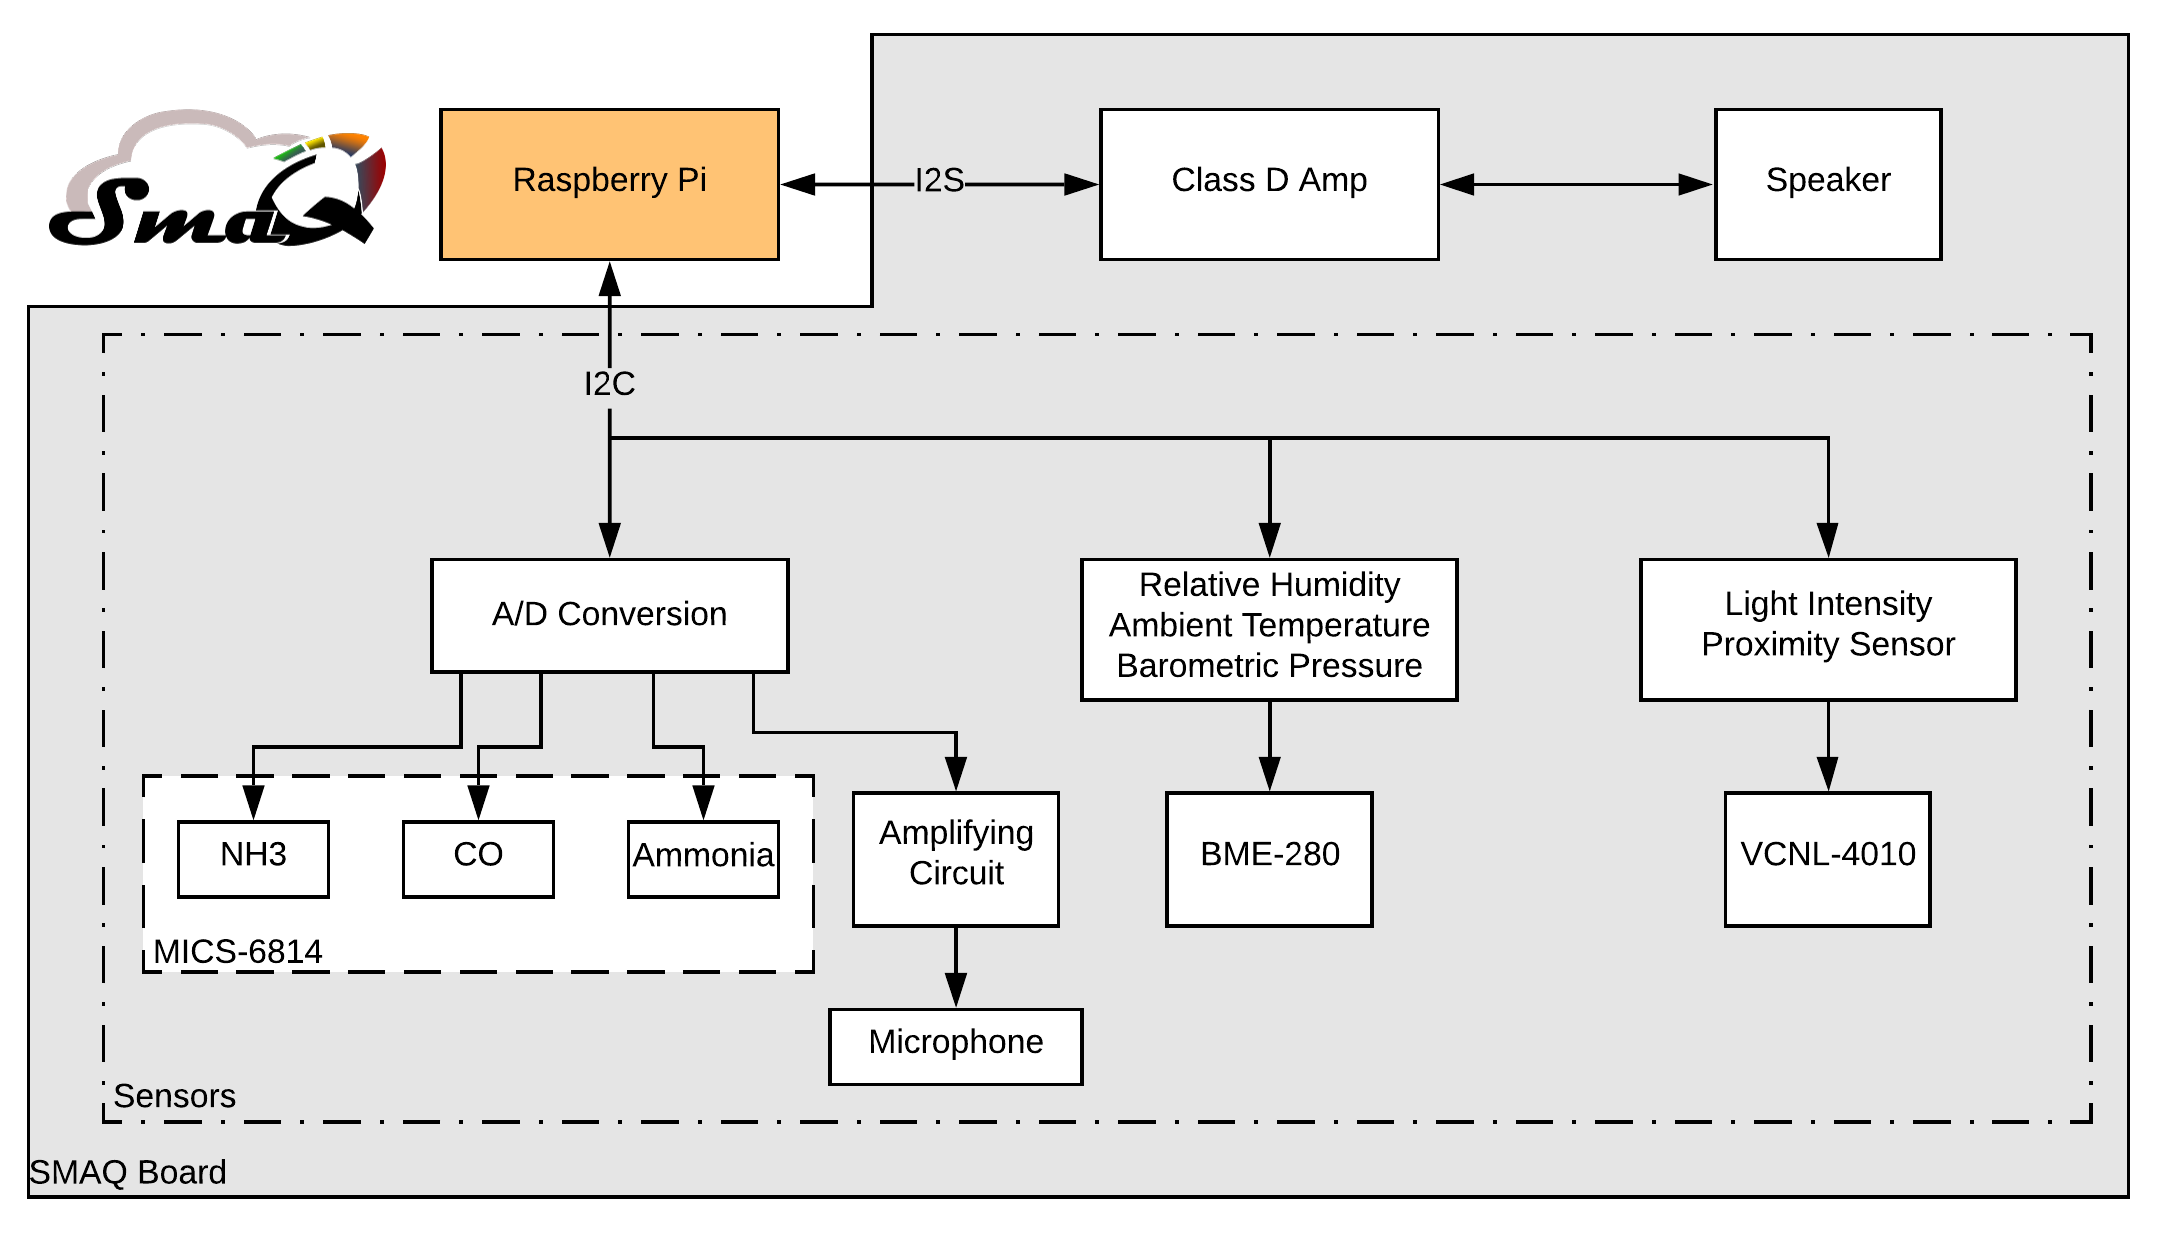 SmaQ
Raspberry Pi
I2S
Class D Amp
Speaker
I2C
A/D Conversion
Relative Humidity
Ambient Temperature
Barometric Pressure
Light Intensity
Proximity Sensor
NH3
CO
Ammonia
MICS-6814
Amplifying
Circuit
BME-280
VCNL-4010
Microphone
Sensors
SMAQ Board